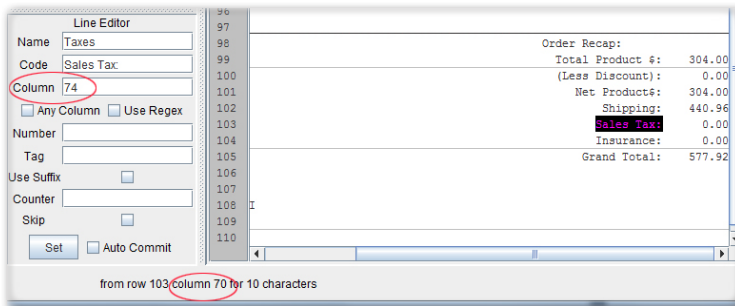 Line Editor
Name Taxes
Code Sales Tax:
Column 74
Any Column Use Regex
Number
Tag
Use Suffix
Counter
Skip
Set Auto Commit
96
97
98 Order Recap:
99 Total Product $: 304.00
100 (Less Discount): 0.00
101 Net Product$: 304.00
102 Shipping: 440.96
103 Sales Tax: 0.00
104 Insurance: 0.00
105 Grand Total: 577.92
106
107
108
109
110
from row 103 column 70 for 10 characters